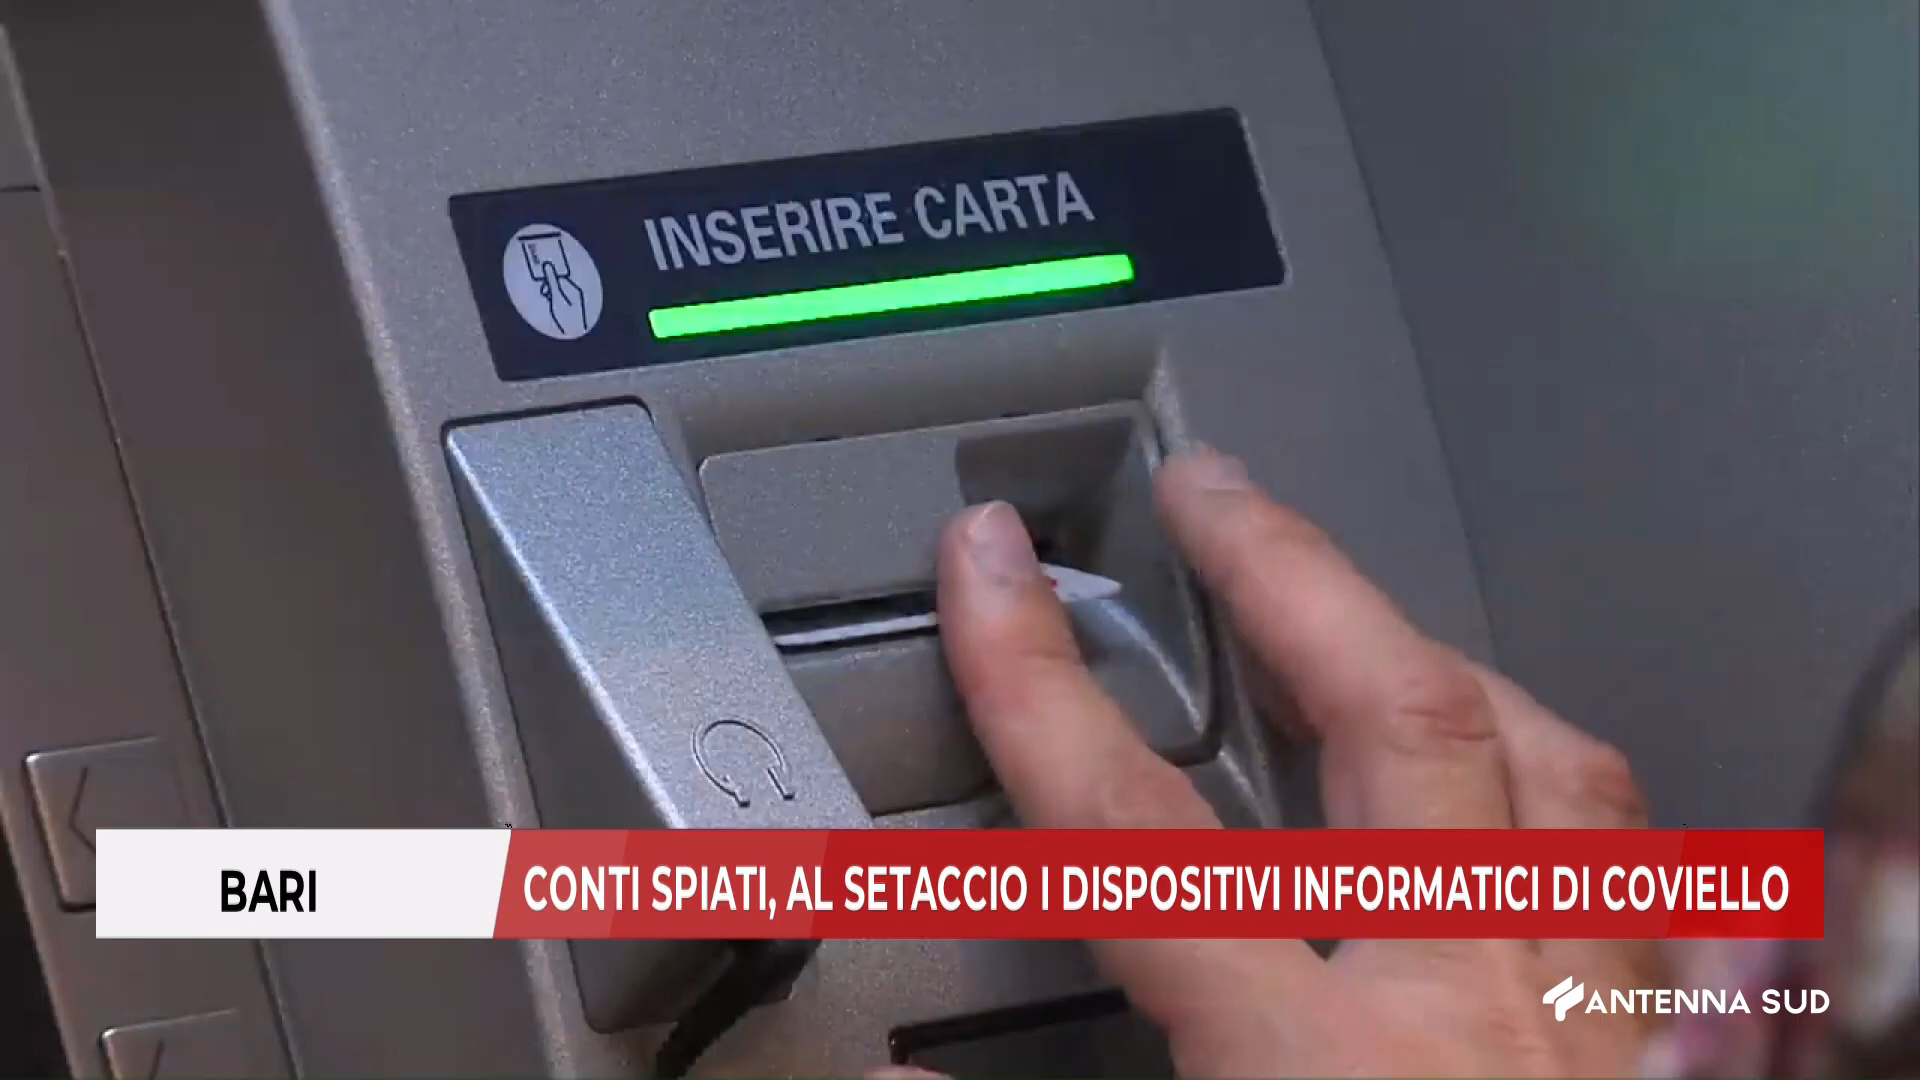 INSERIRE CARTA
BARI
CONTI SPIATI, AL SETACCIO I DISPOSITIVI INFORMATICI DI COVIELLO
ANTENNA SUD